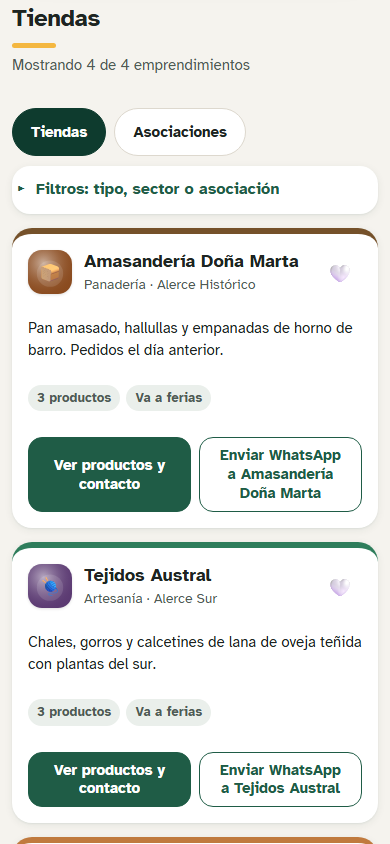 Tiendas
Mostrando 4 de 4 emprendimientos
Tiendas
Asociaciones
Filtros: tipo, sector o asociación
Amasandería Doña Marta
Panadería · Alerce Histórico
Pan amasado, hallullas y empanadas de horno de
barro. Pedidos el día anterior.
3 productos
Va a ferias
Ver productos y
contacto
Enviar WhatsApp
a Amasandería
Doña Marta
Tejidos Austral
Artesanía · Alerce Sur
Chales, gorros y calcetines de lana de oveja teñida
con plantas del sur.
3 productos
Va a ferias
Ver productos y
contacto
Enviar WhatsApp
a Tejidos Austral